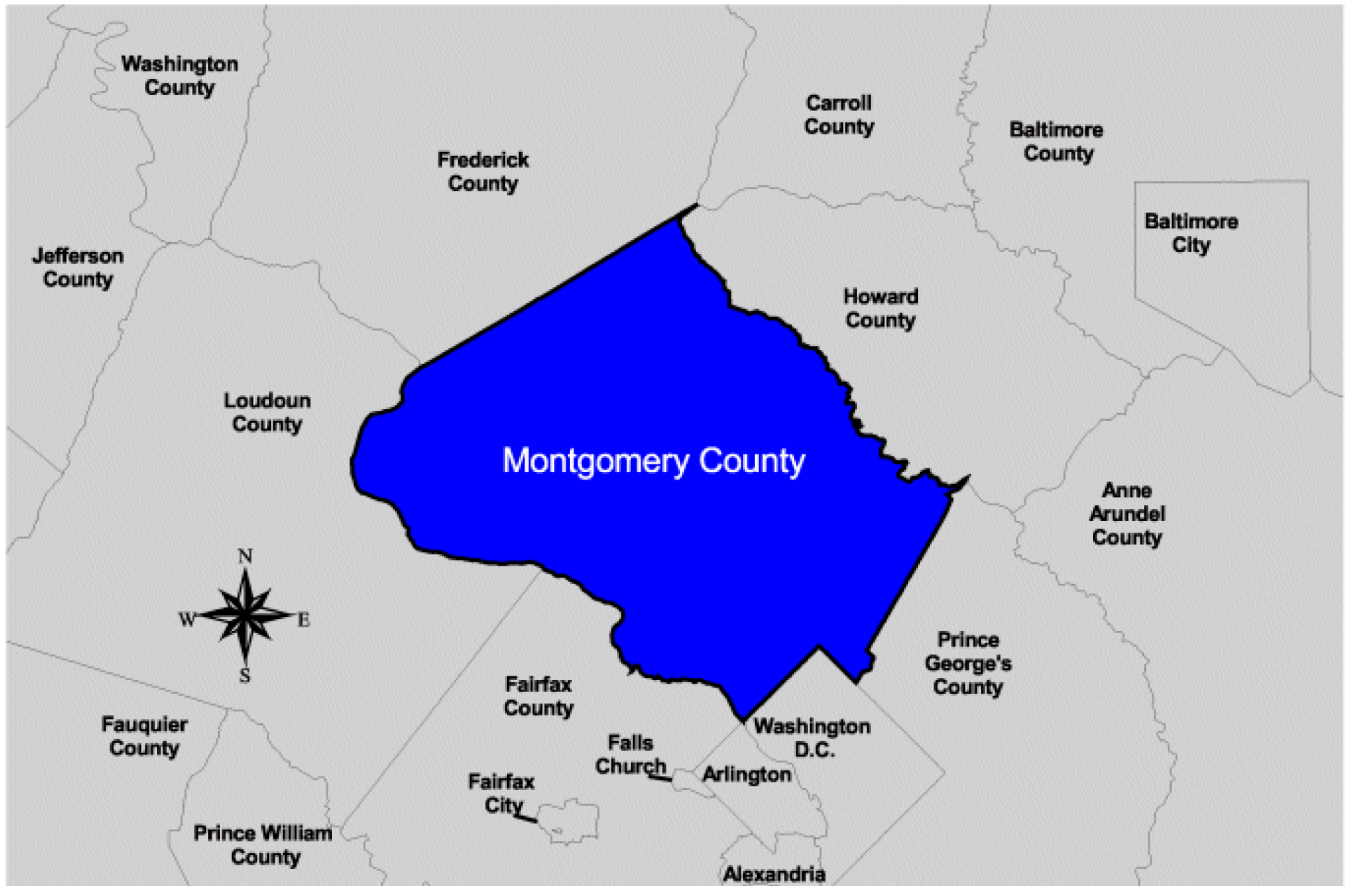 Washington
County
Carroll
County
Baltimore
County
Frederick
County
Baltimore
City
Jefferson
County
Howard
County
Loudoun
County
Montgomery County
Anne
Arundel
County
N
W
E
S
Prince
George's
County
Fairfax
County
Fauquier
County
Washington
D.C.
Falls
Church
Arlington
Fairfax
City
Prince William
County
Alexandria